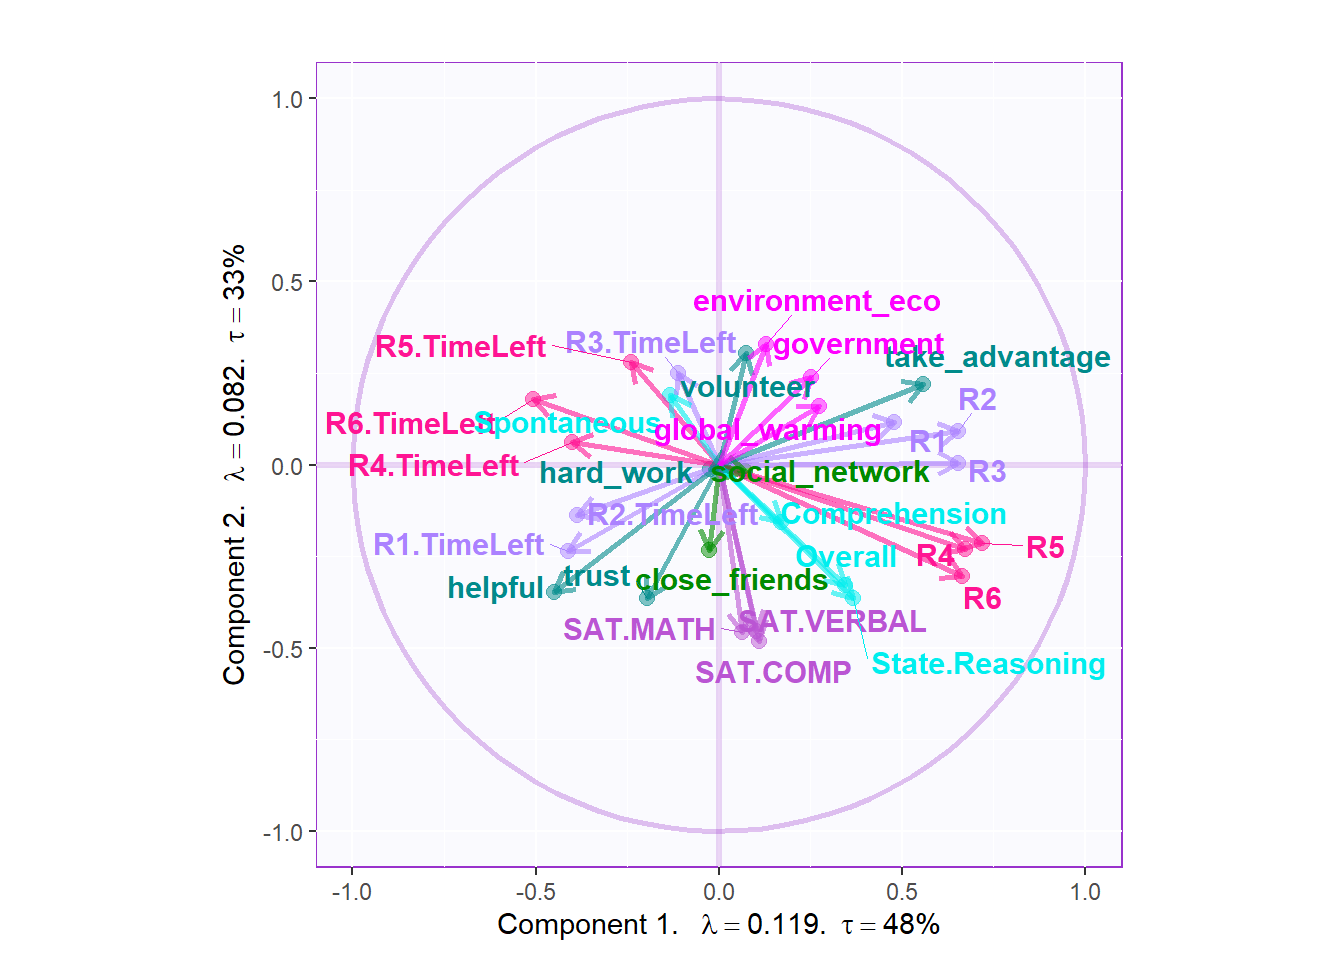 1.0
0.5
0.0
-0.5
-1.0
Component 2.   λ = 0.082.  τ = 33%
environment_eco
R5.TimeLeft
R3.TimeLeft
government
take_advantage
volunteer
R2
R6.TimeLeft
Spontaneous
global_warming
R1
R4.TimeLeft
hard_work
social_network
R3
R2.TimeLeft
Comprehension
R1.TimeLeft
Overall
R4
R5
helpful
trust
close_friends
R6
SAT.MATH
SAT.VERBAL
SAT.COMP
State.Reasoning
-1.0
-0.5
0.0
0.5
1.0
Component 1.   λ = 0.119.  τ = 48%